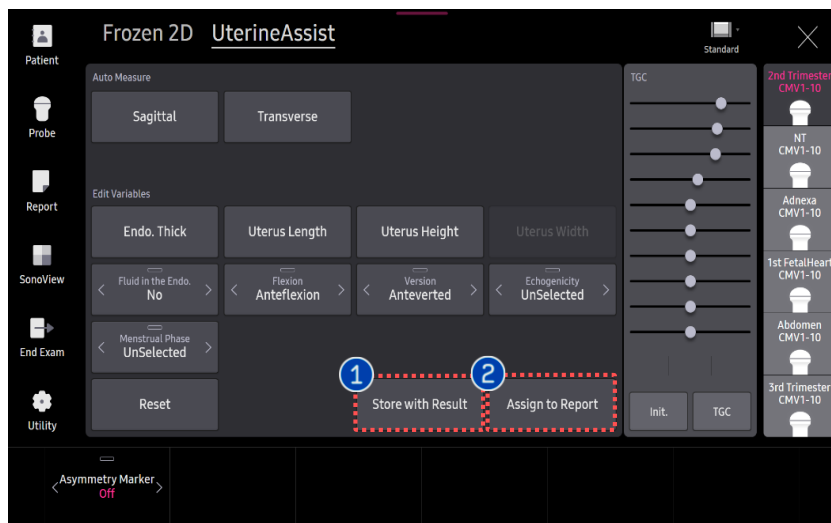 Frozen 2D
UterineAssist
Standard
Patient
Probe
Report
SonoView
End Exam
Utility
Auto Measure
Sagittal
Transverse
Edit Variables
Endo. Thick
Uterus Length
Uterus Height
Uterus Width
Fluid in the Endo.
No
Flexion
Anteflexion
Version
Anteverted
Echogenicity
UnSelected
Menstrual Phase
UnSelected
1
2
Reset
Store with Result
Assign to Report
TGC
Init.
TGC
2nd Trimester
CMV1-10
NT
CMV1-10
Adnexa
CMV1-10
1st FetalHeart
CMV1-10
Abdomen
CMV1-10
3rd Trimester
CMV1-10
Asymmetry Marker
Off